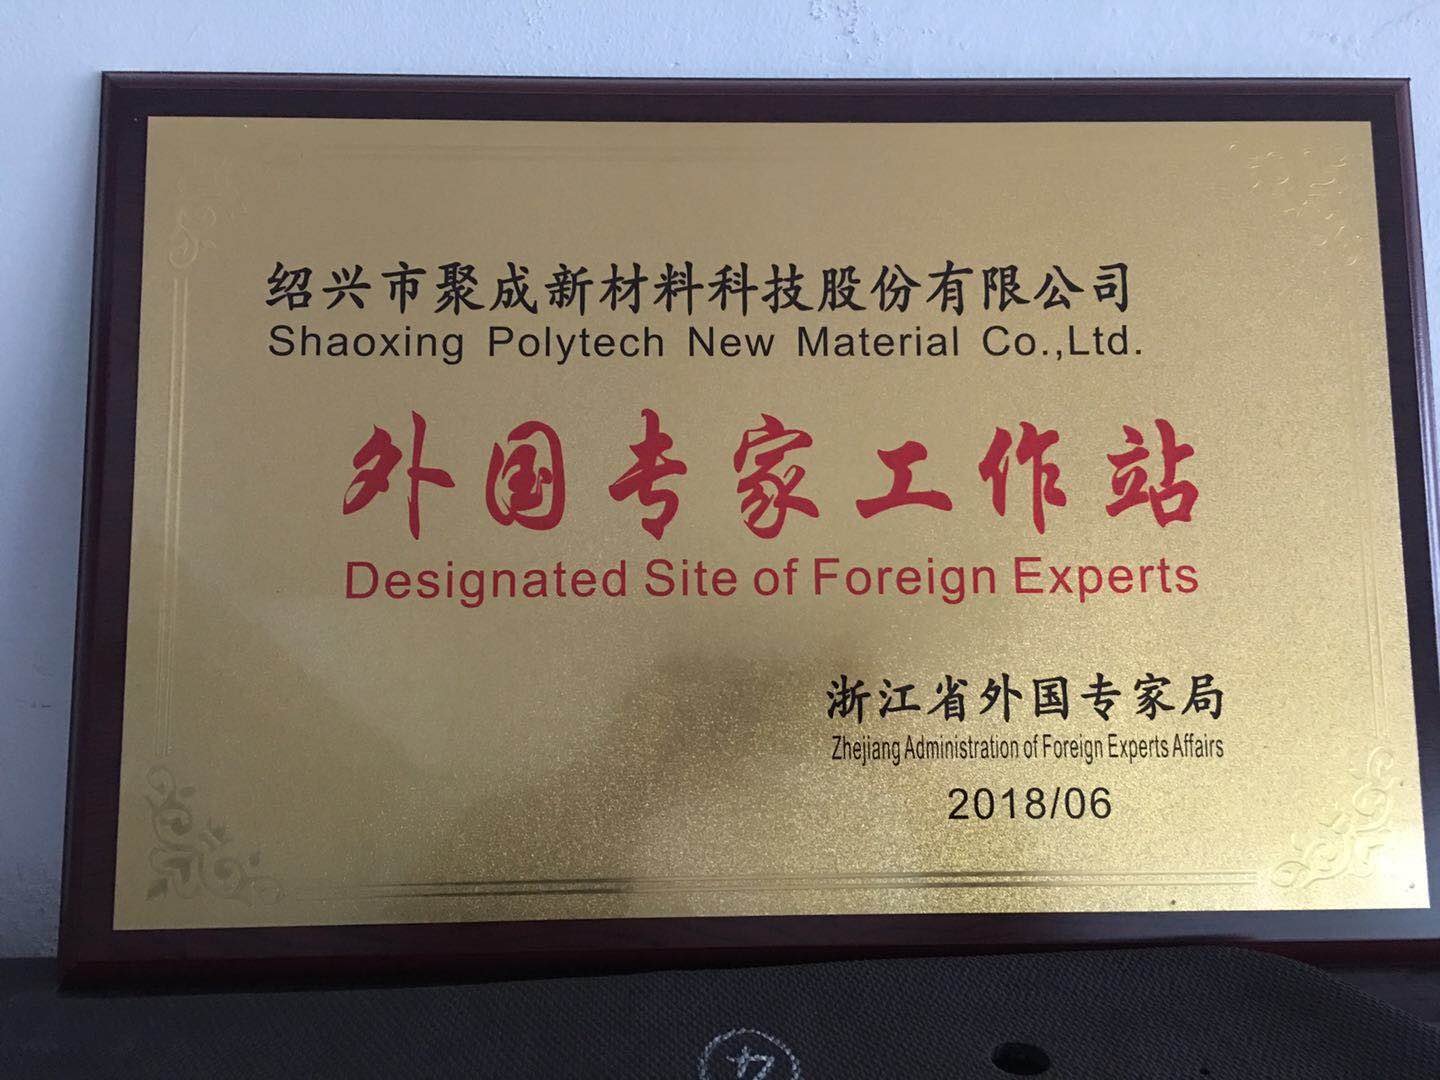 绍兴市聚成新材料科技股份有限公司
Shaoxing Polytech New Material Co.,Ltd.
外国专家工作站
Designated Site of Foreign Experts
浙江省外国专家局
Zhejiang Administration of Foreign Experts Affairs
2018/06